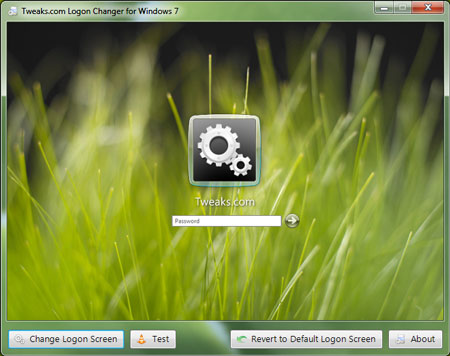 Tweaks.com Logon Changer for Windows 7
Tweaks.com
Password
Change Logon Screen
Test
Revert to Default Logon Screen
About